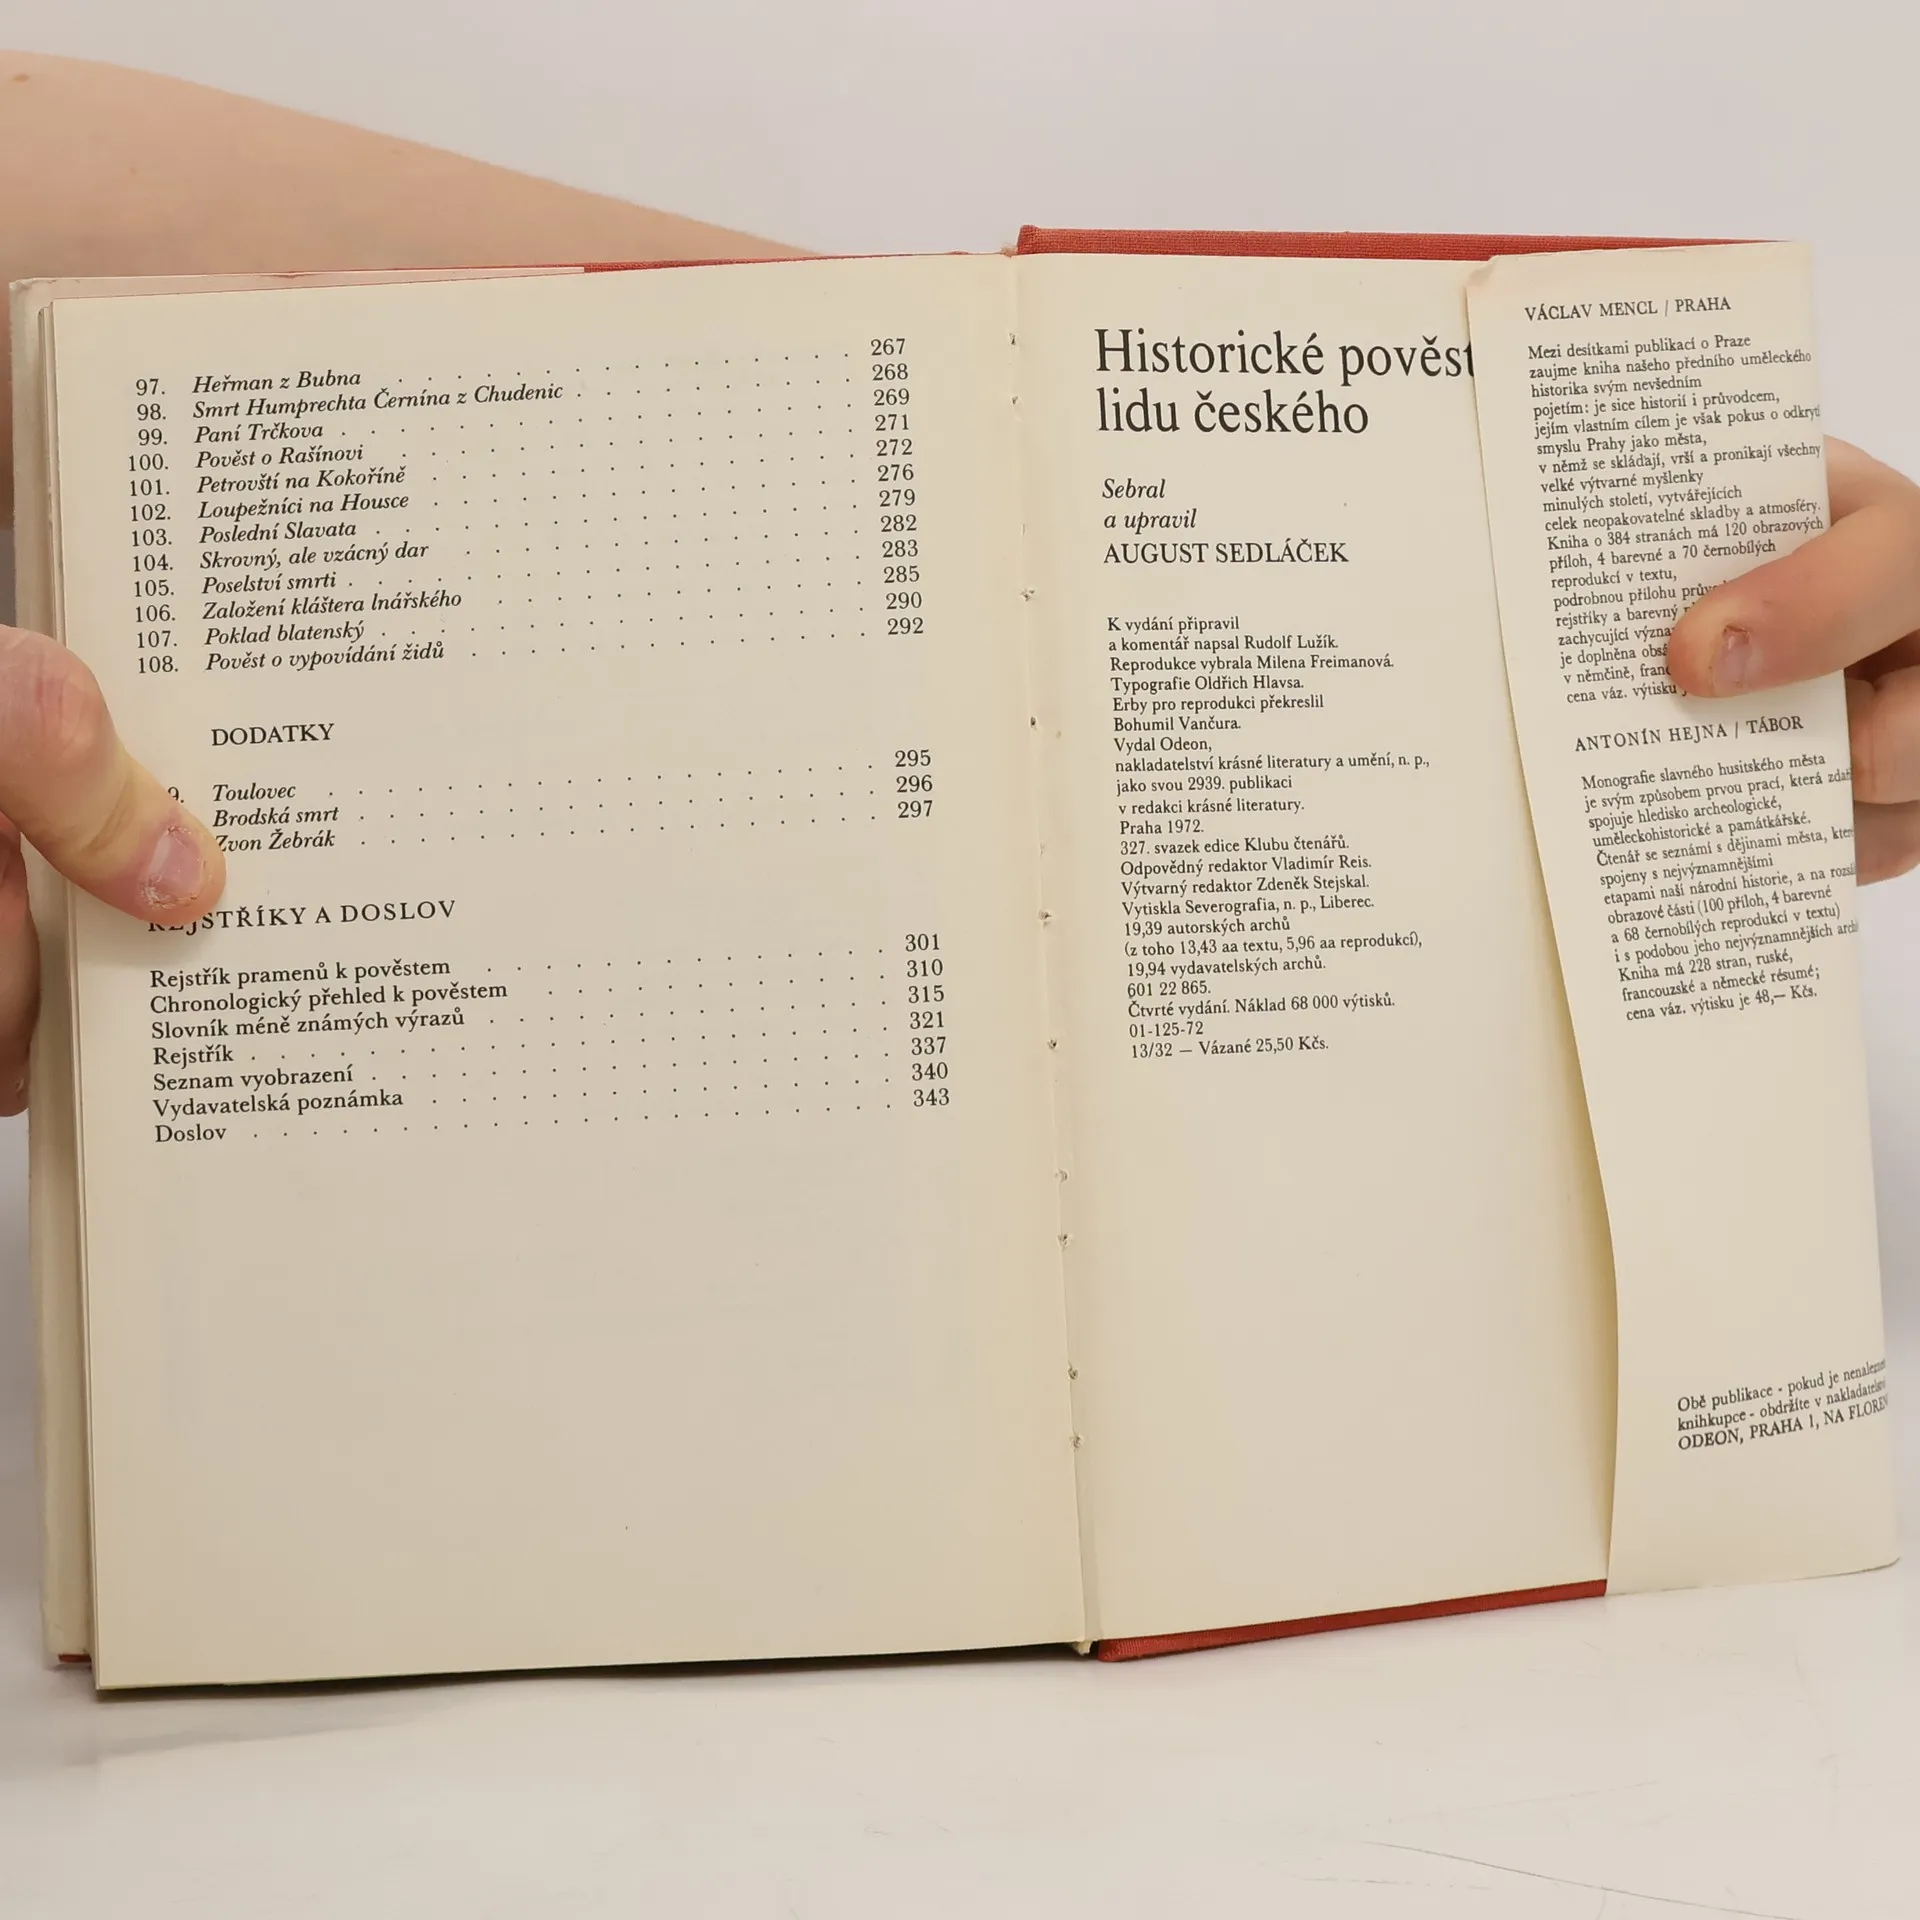 97. Heřman z Bubna . . . . . . . . . . . . . . . . 267
98. Smrt Humprechta Černína z Chudenic . . . . . . . . . . 268
99. Paní Trčkova . . . . . . . . . . . . . . . . . . 269
100. Pověst o Rašínovi . . . . . . . . . . . . . . . . 271
101. Petrovští na Kokoříně . . . . . . . . . . . . . . . 272
102. Loupežníci na Housce . . . . . . . . . . . . . . . 276
103. Poslední Slavata . . . . . . . . . . . . . . . . . 279
104. Skrovný, ale vzácný dar . . . . . . . . . . . . . . 282
105. Poselství smrti . . . . . . . . . . . . . . . . . . 283
106. Založení kláštera lnářského . . . . . . . . . . . . . 285
107. Poklad blatenský . . . . . . . . . . . . . . . . . 290
108. Pověst o vypovídání židů . . . . . . . . . . . . . . 292
DODATKY
9. Toulovec . . . . . . . . . . . . . . . . . . . 295
Brodská smrt . . . . . . . . . . . . . . . . . . 296
Zvon Žebrák . . . . . . . . . . . . . . . . . . 297
REJSTŘÍKY A DOSLOV
Rejstřík pramenů k pověstem . . . . . . . . . . . . . . 301
Chronologický přehled k pověstem . . . . . . . . . . . . 310
Slovník méně známých výrazů . . . . . . . . . . . . . . 315
Rejstřík . . . . . . . . . . . . . . . . . . . . . . 321
Seznam vyobrazení . . . . . . . . . . . . . . . . . . 337
Vydavatelská poznámka . . . . . . . . . . . . . . . . 340
Doslov . . . . . . . . . . . . . . . . . . . . . . 343
Historické pověst
lidu českého
Sebral
a upravil
AUGUST SEDLÁČEK
K vydání připravil
a komentář napsal Rudolf Lužík.
Reprodukce vybrala Milena Freimanová.
Typografie Oldřich Hlavsa.
Erby pro reprodukci překreslil
Bohumil Vančura.
Vydal Odeon,
nakladatelství krásné literatury a umění, n. p.,
jako svou 2939. publikaci
v redakci krásné literatury.
Praha 1972.
327. svazek edice Klubu čtenářů.
Odpovědný redaktor Vladimír Reis.
Výtvarný redaktor Zdeněk Stejskal.
Vytiskla Severografia, n. p., Liberec.
19,39 autorských archů
(z toho 13,43 aa textu, 5,96 aa reprodukcí),
19,94 vydavatelských archů.
601 22 865.
Čtvrté vydání. Náklad 68 000 výtisků.
01-125-72
13/32 — Vázané 25,50 Kčs.
VÁCLAV MENCL / PRAHA
Mezi desítkami publikací o Praze
zaujme kniha našeho předního uměleckého
historika svým nevšedním
pojetím: je sice historií i průvodcem,
jejím vlastním cílem je však pokus o odkrytí
smyslu Prahy jako města,
v němž se skládají, vrší a pronikají všechny
velké výtvarné myšlenky
minulých století, vytvářejících
celek neopakovatelné skladby a atmosféry.
Kniha o 384 stranách má 120 obrazových
příloh, 4 barevné a 70 černobílých
reprodukcí v textu,
podrobnou přílohu
rejstříky a barevný
zachycující
je doplněna
v němčině,
cena váz. výtisku
ANTONÍN HEJNA / TÁBOR
Monografie slavného husitského města
je svým způsobem prvou prací, která
spojuje hledisko archeologické,
uměleckohistorické a památkářské.
Čtenář se seznámí s dějinami města,
spojeny s nejvýznamnějšími
etapami naší národní historie, a na
obrazové části (100 příloh, 4 barevné
a 68 černobílých reprodukcí v textu)
i s podobou jeho nejvýznamnějších
Kniha má 228 stran, ruské,
francouzské a německé résumé;
cena váz. výtisku je 48,— Kčs.
Obě publikace - pokud je
knihkupce - obdržíte v nakladatelství
ODEON, PRAHA 1, NA